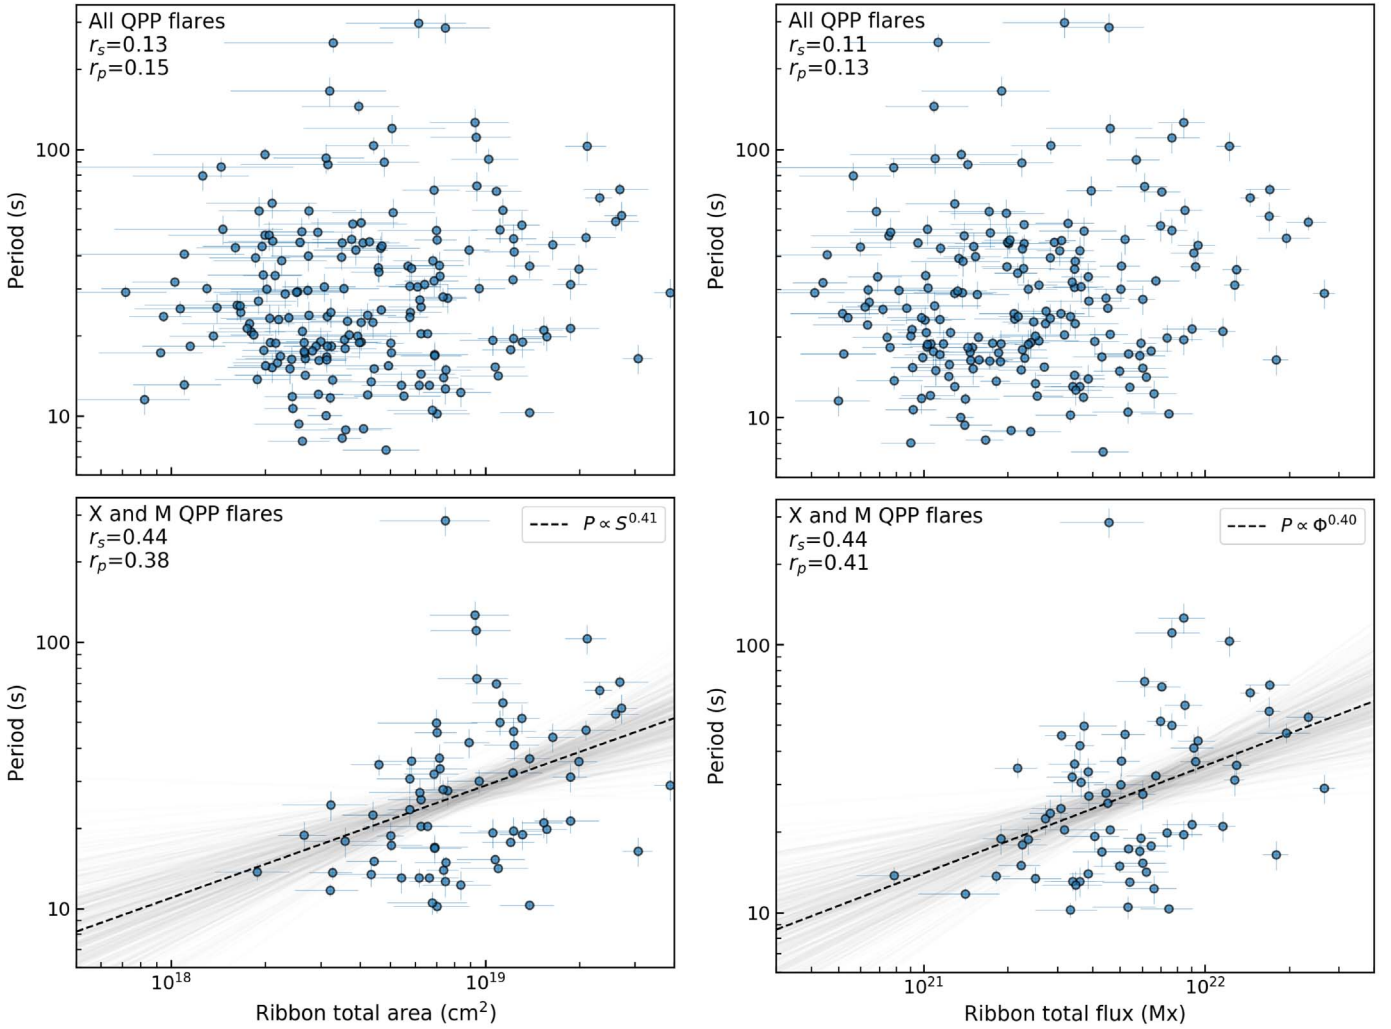 All QPP flares
r_s=0.13
r_p=0.15
100
10
Period (s)
All QPP flares
r_s=0.11
r_p=0.13
100
10
Period (s)
X and M QPP flares
r_s=0.44
r_p=0.38
P ∝ S^0.41
100
10
Period (s)
10^18
10^19
Ribbon total area (cm²)
X and M QPP flares
r_s=0.44
r_p=0.41
P ∝ Φ^0.40
100
10
Period (s)
10^21
10^22
Ribbon total flux (Mx)